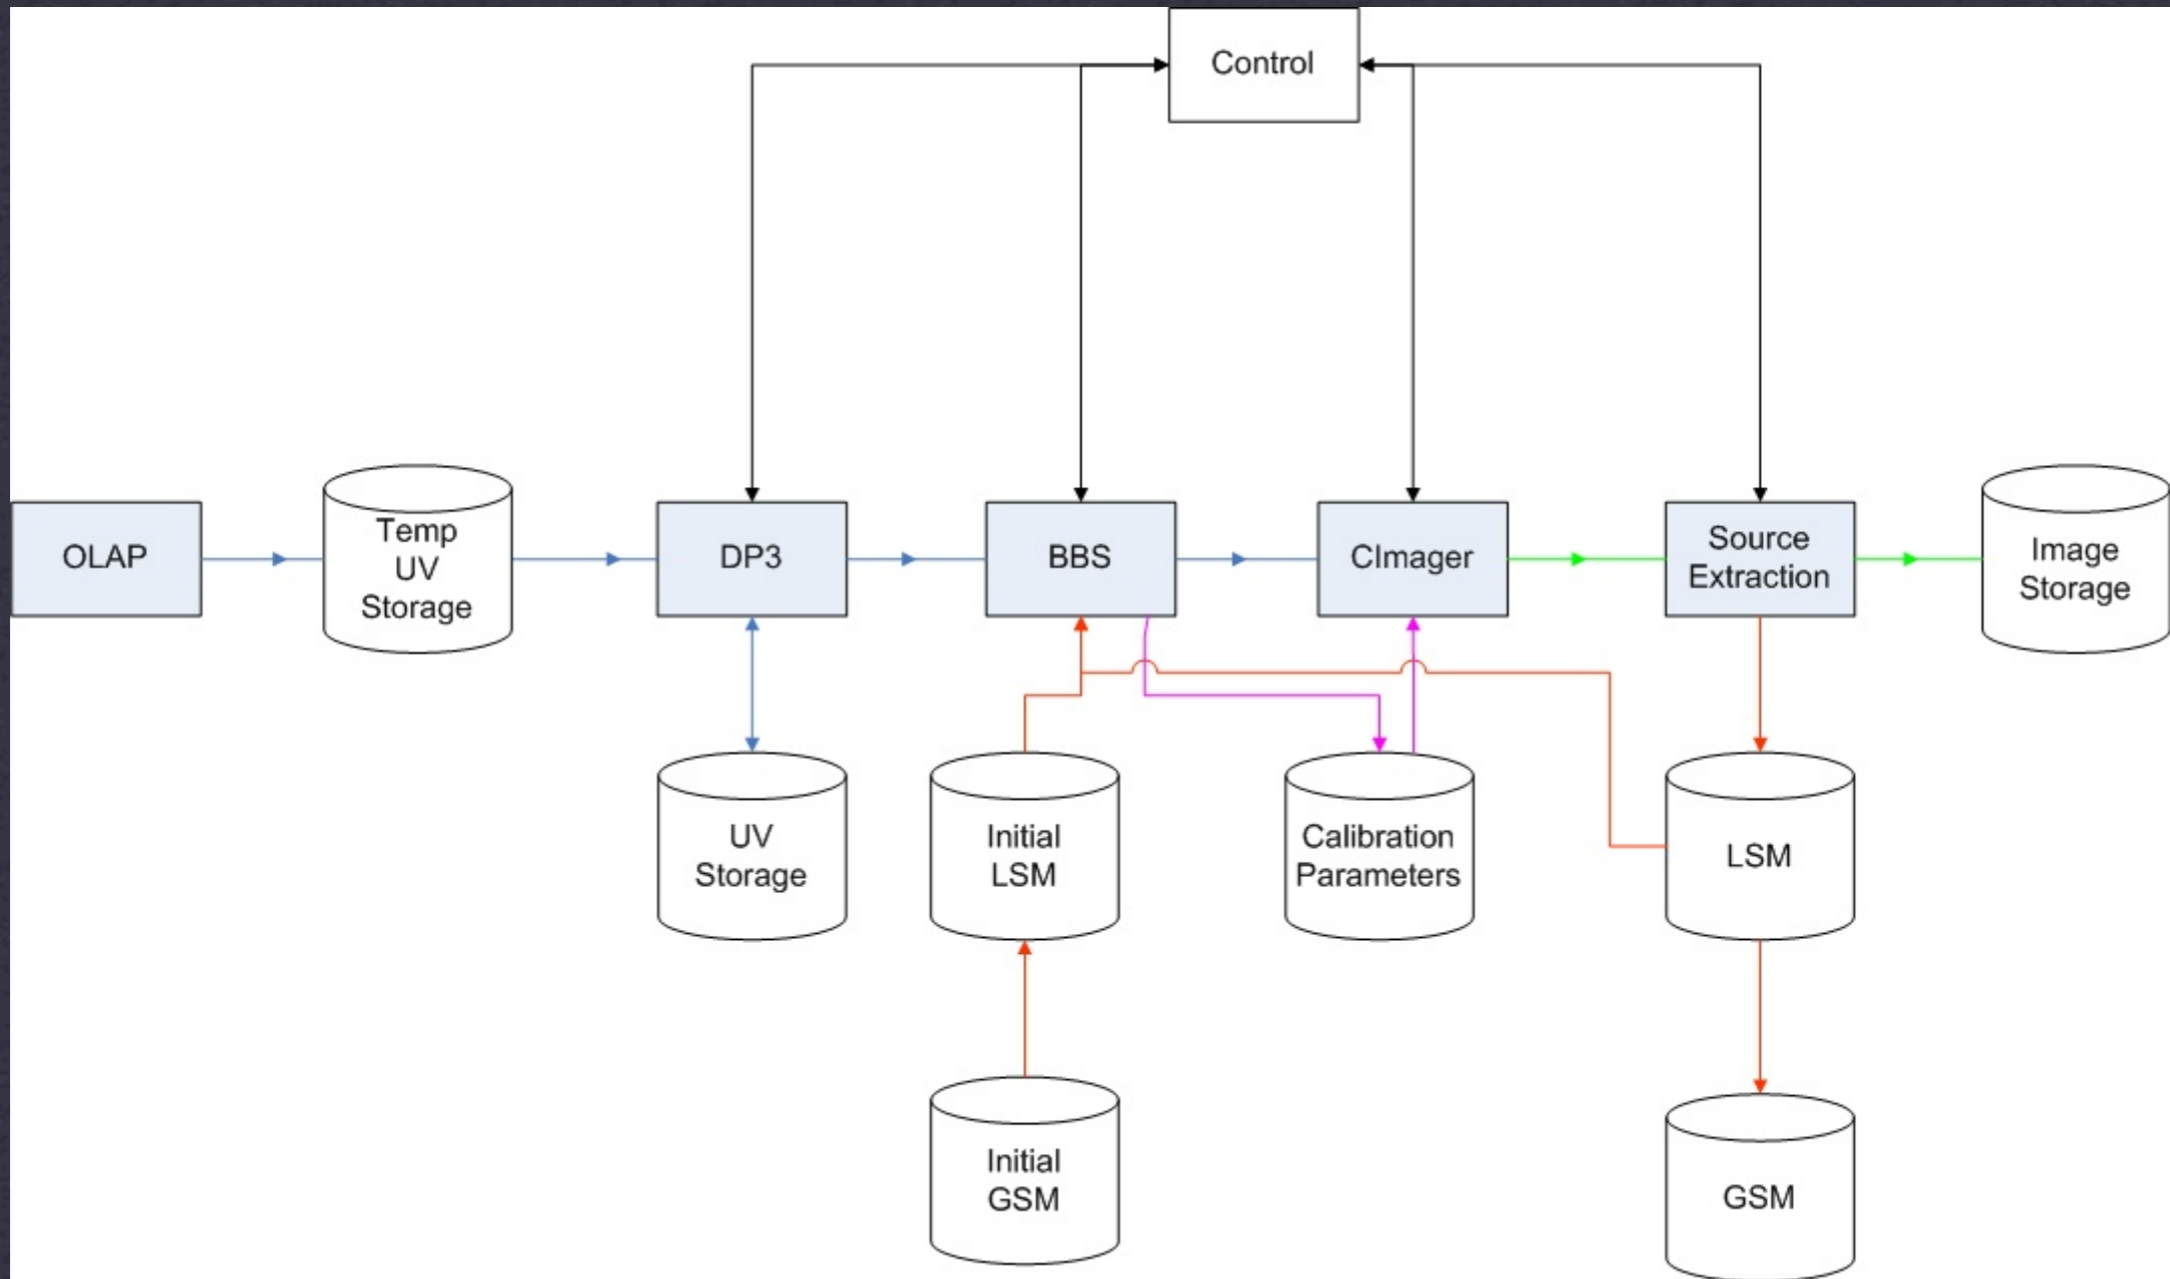 Control
OLAP
Temp
UV
Storage
DP3
BBS
CImager
Source
Extraction
Image
Storage
UV
Storage
Initial
LSM
Calibration
Parameters
LSM
Initial
GSM
GSM